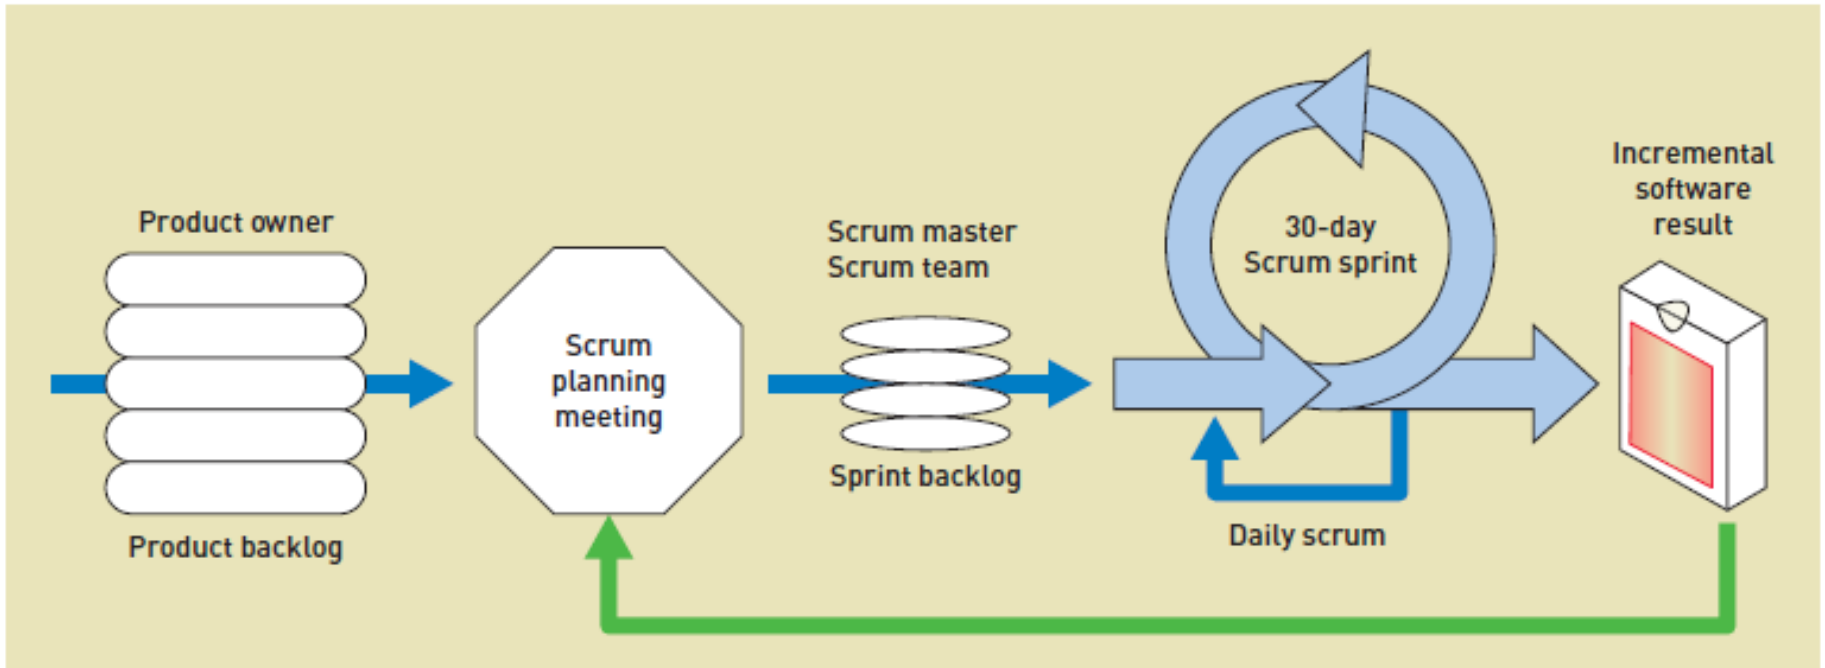 Product owner
Product backlog
Scrum
planning
meeting
Scrum master
Scrum team
Sprint backlog
30-day
Scrum sprint
Daily scrum
Incremental
software
result